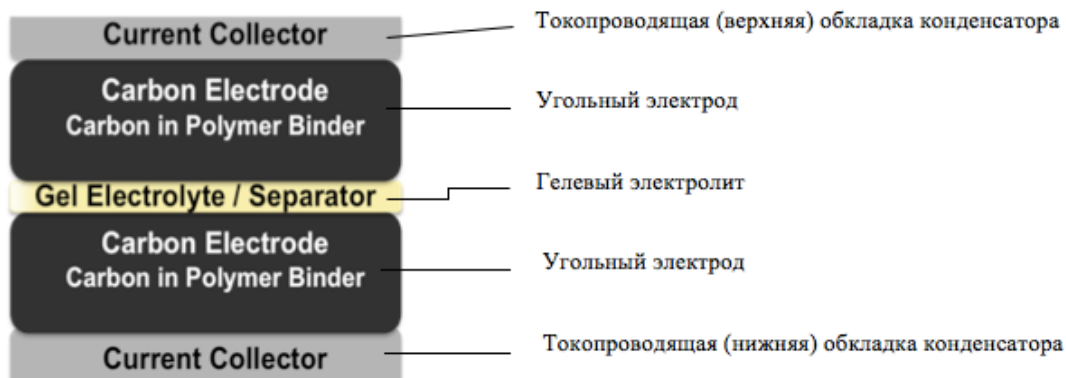 Current Collector
Токопроводящая (верхняя) обкладка конденсатора
Carbon Electrode
Carbon in Polymer Binder
Угольный электрод
Gel Electrolyte / Separator
Гелевый электролит
Carbon Electrode
Carbon in Polymer Binder
Угольный электрод
Current Collector
Токопроводящая (нижняя) обкладка конденсатора